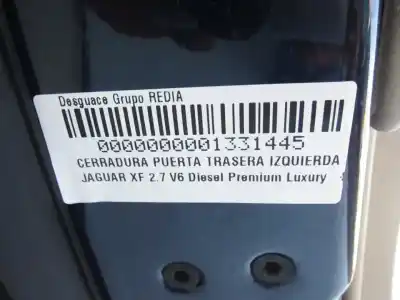 Desguace Grupo REDIA
0000000001331445
CERRADURA PUERTA TRASERA IZQUIERDA
JAGUAR XF 2.7 V6 Diesel Premium Luxury